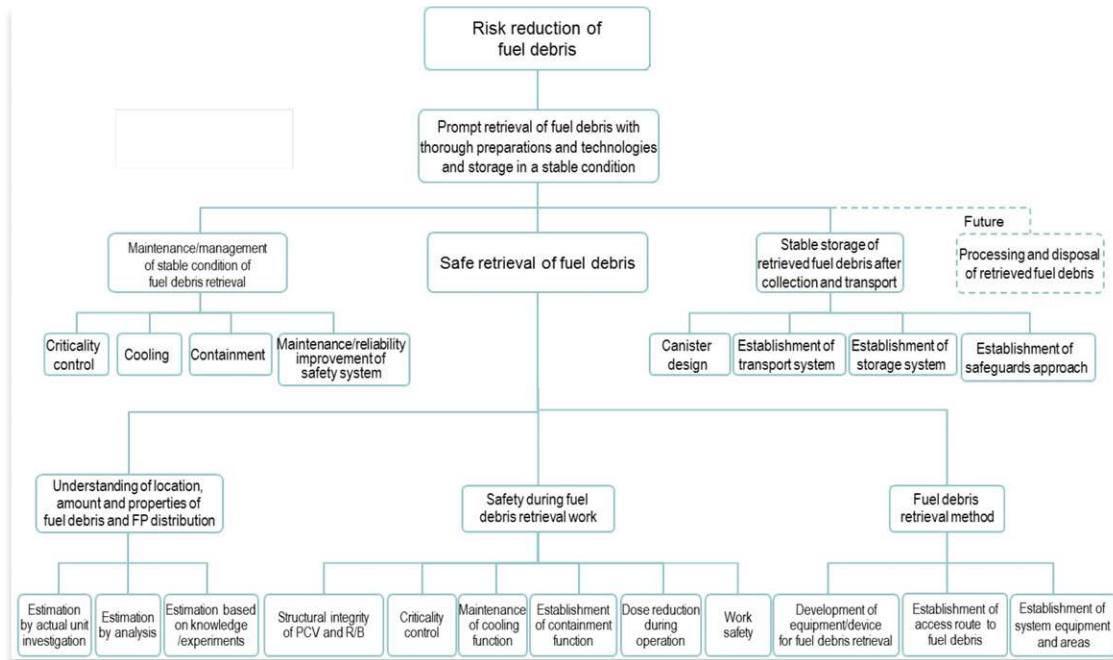 Risk reduction of
fuel debris
Prompt retrieval of fuel debris with
thorough preparations and technologies
and storage in a stable condition
Future
Maintenance/management
of stable condition of
fuel debris retrieval
Safe retrieval of fuel debris
Stable storage of
retrieved fuel debris after
collection and transport
Processing and disposal
of retrieved fuel debris
Criticality
control
Cooling
Containment
Maintenance/reliability
improvement of
safety system
Canister
design
Establishment of
transport system
Establishment of
storage system
Establishment of
safeguards approach
Understanding of location,
amount and properties of
fuel debris and FP distribution
Safety during fuel
debris retrieval work
Fuel debris
retrieval method
Estimation
by actual unit
investigation
Estimation
by analysis
Estimation based
on knowledge
/experiments
Structural integrity
of PCV and R/B
Criticality
control
Maintenance
of cooling
function
Establishment
of containment
function
Dose reduction
during
operation
Work
safety
Development of
equipment/device
for fuel debris retrieval
Establishment of
access route to
fuel debris
Establishment of
system equipment
and areas